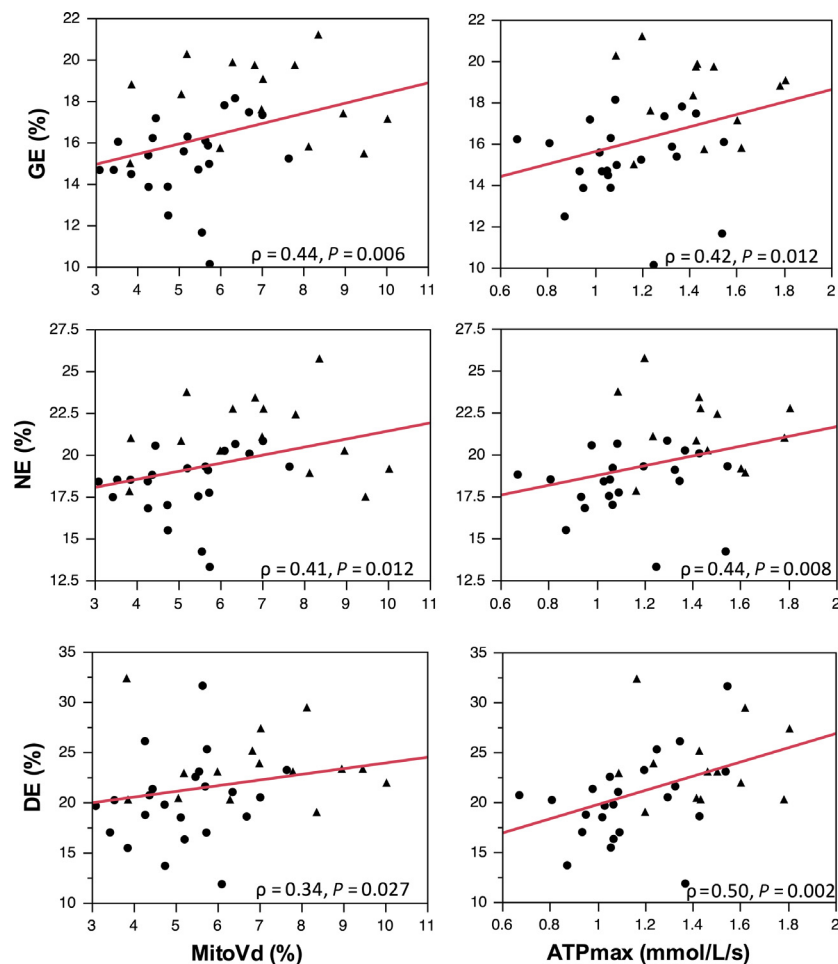 22
20
18
16
14
12
10
GE (%)
ρ = 0.44, P = 0.006
3 4 5 6 7 8 9 10 11
22
20
18
16
14
12
10
ρ = 0.42, P = 0.012
0.6 0.8 1 1.2 1.4 1.6 1.8 2
27.5
25
22.5
20
17.5
15
12.5
NE (%)
ρ = 0.41, P = 0.012
3 4 5 6 7 8 9 10 11
27.5
25
22.5
20
17.5
15
12.5
ρ = 0.44, P = 0.008
0.6 0.8 1 1.2 1.4 1.6 1.8 2
35
30
25
20
15
10
DE (%)
ρ = 0.34, P = 0.027
3 4 5 6 7 8 9 10 11
MitoVd (%)
35
30
25
20
15
10
ρ = 0.50, P = 0.002
0.6 0.8 1 1.2 1.4 1.6 1.8 2
ATPmax (mmol/L/s)